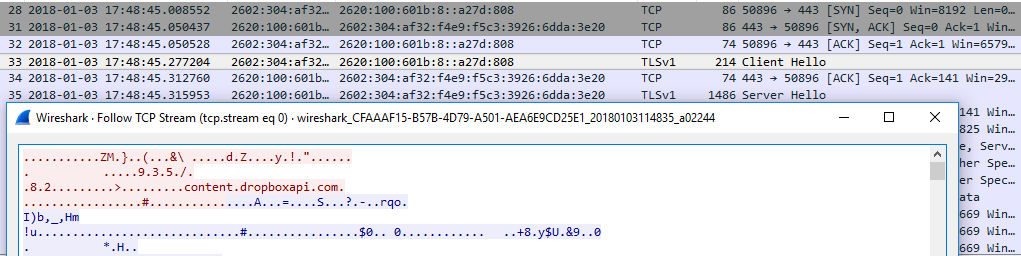 28 2018-01-03 17:48:45.008552 2602:304:af32… 2620:100:601b:8::a27d:808 TCP 86 50896 → 443 [SYN] Seq=0 Win=8192 Len=0…
31 2018-01-03 17:48:45.050437 2620:100:601b… 2602:304:af32:f4e9:f5c3:3926:6dda:3e20 TCP 86 443 → 50896 [SYN, ACK] Seq=0 Ack=1 W…
32 2018-01-03 17:48:45.050528 2602:304:af32… 2620:100:601b:8::a27d:808 TCP 74 50896 → 443 [ACK] Seq=1 Ack=1 Win=6579…
33 2018-01-03 17:48:45.277204 2602:304:af32… 2620:100:601b:8::a27d:808 TLSv1 214 Client Hello
34 2018-01-03 17:48:45.312760 2620:100:601b… 2602:304:af32:f4e9:f5c3:3926:6dda:3e20 TCP 74 443 → 50896 [ACK] Seq=1 Ack=141 Win=29…
35 2018-01-03 17:48:45.315953 2620:100:601b… 2602:304:af32:f4e9:f5c3:3926:6dda:3e20 TLSv1 1486 Server Hello
Wireshark · Follow TCP Stream (tcp.stream eq 0) · wireshark_CFAAAF15-B57B-4D79-A501-AEA6E9CD25E1_20180103114835_a02244
141 Win…
825 Win…
e, Serv…
her Spec…
er Spec…
ata
669 Win…
669 Win…
669 Win…
...........ZM.}..(...&\ .....d.Z....y.!."......
. .....9.3.5./.
.8.2.........>.........content.dropboxapi.com.
.................#...............A...=....S...?.-..rqo.
I)b,_,Hm
!u.............................#................$0.. 0............ ..+8.y$U.&9..0
. *.H..